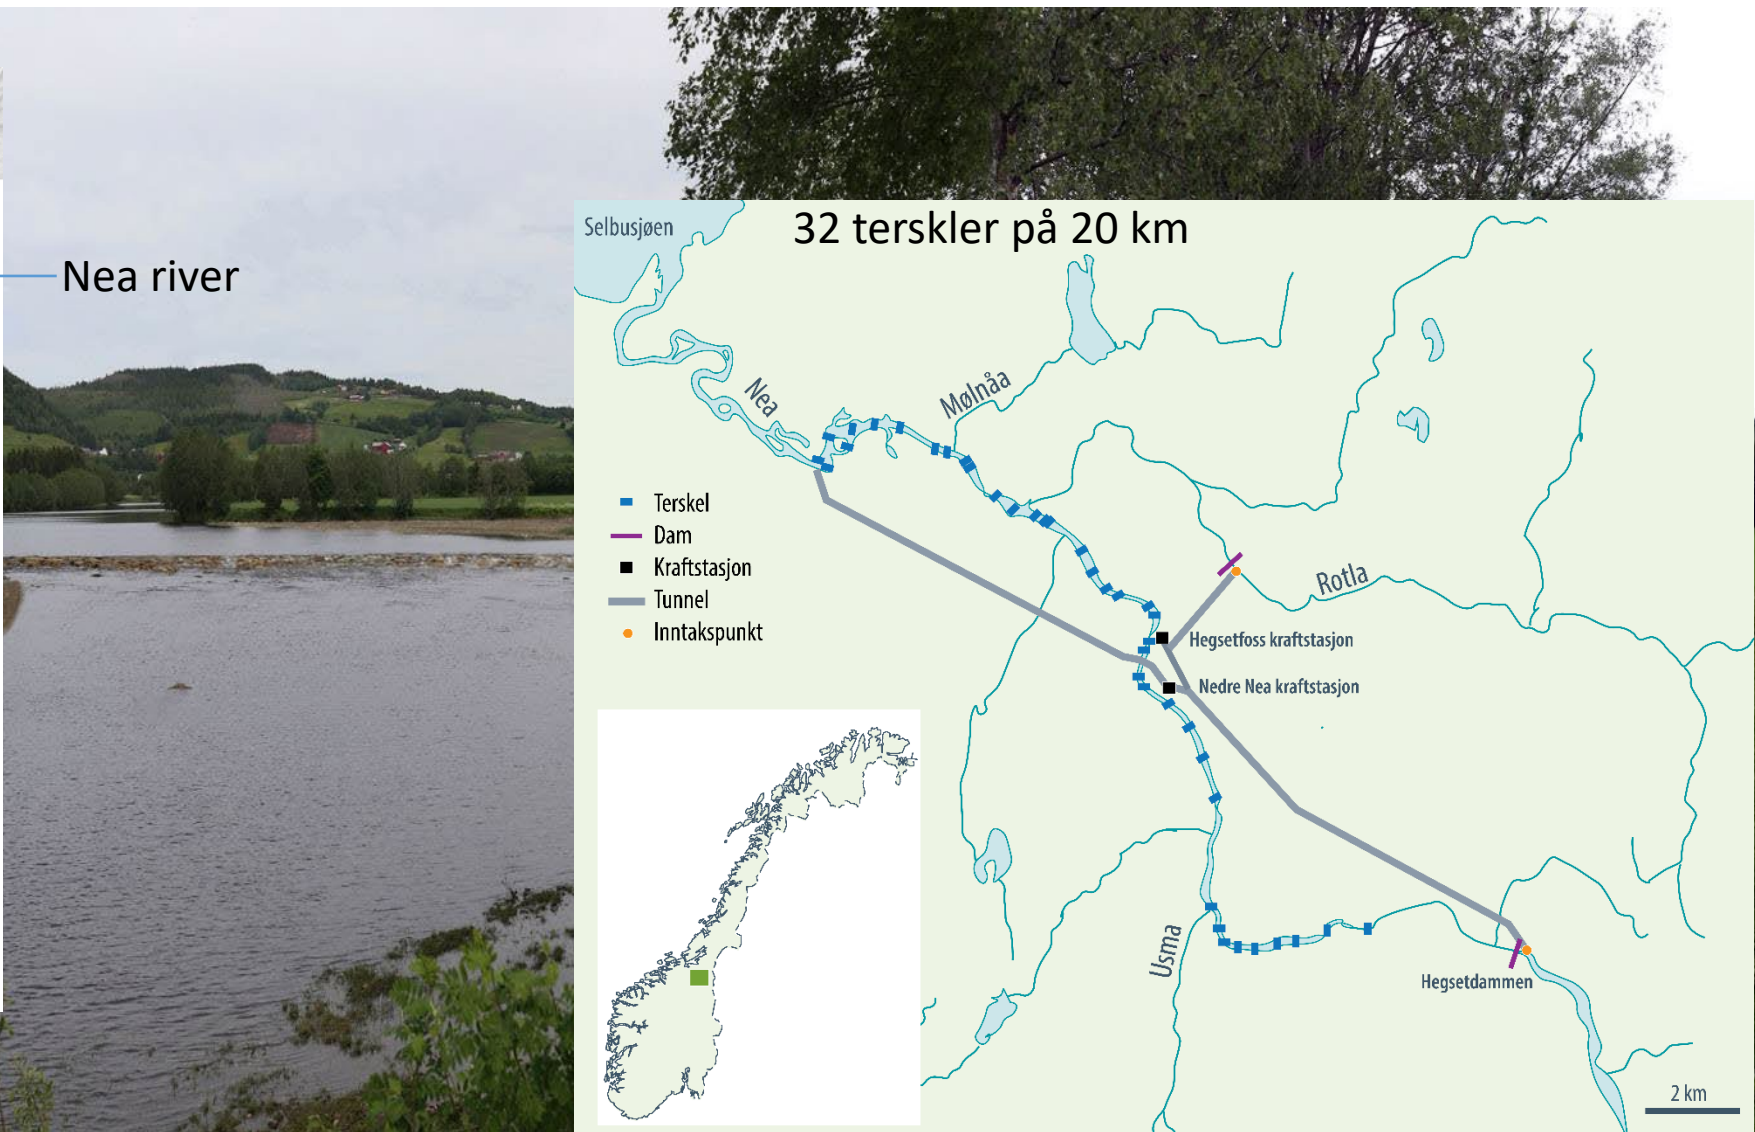 Nea river
32 terskler på 20 km
Selbusjøen
Nea
Mølnåa
Terskel
Dam
Kraftstasjon
Tunnel
Inntakspunkt
Rotla
Hegsetfoss kraftstasjon
Nedre Nea kraftstasjon
Usma
Hegsetdammen
2 km